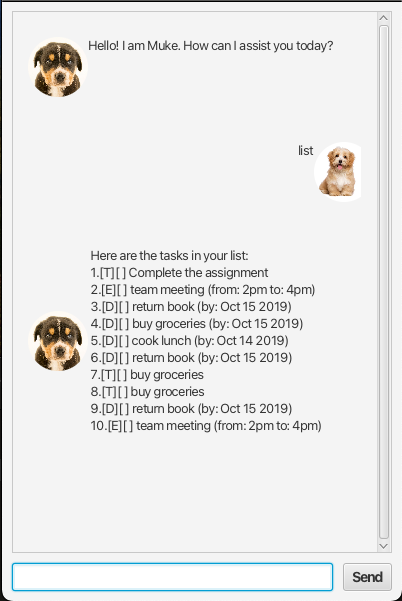 Hello! I am Muke. How can I assist you today?
list
Here are the tasks in your list:
1.[T][ ] Complete the assignment
2.[E][ ] team meeting (from: 2pm to: 4pm)
3.[D][ ] return book (by: Oct 15 2019)
4.[D][ ] buy groceries (by: Oct 15 2019)
5.[D][ ] cook lunch (by: Oct 14 2019)
6.[D][ ] return book (by: Oct 15 2019)
7.[T][ ] buy groceries
8.[T][ ] buy groceries
9.[D][ ] return book (by: Oct 15 2019)
10.[E][ ] team meeting (from: 2pm to: 4pm)
Send